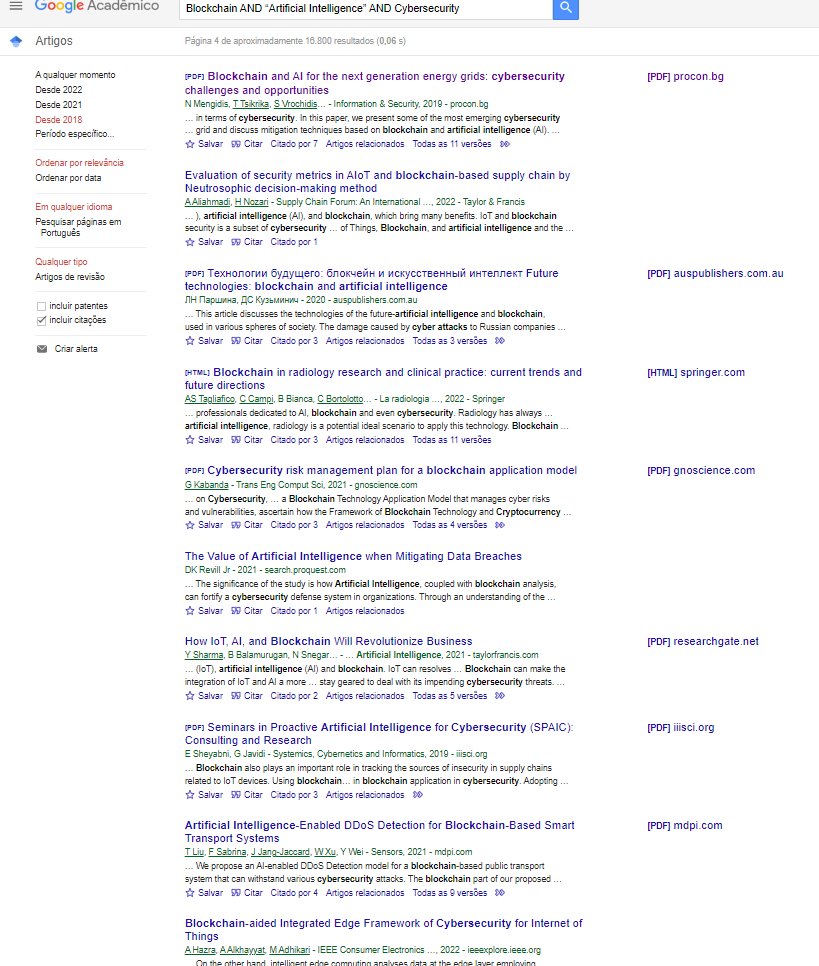 Google Acadêmico
Blockchain AND "Artificial Intelligence" AND Cybersecurity
Artigos
Página 4 de aproximadamente 16.800 resultados (0,06 s)
A qualquer momento
Desde 2022
Desde 2021
Desde 2018
Período específico...
Ordenar por relevância
Ordenar por data
Em qualquer idioma
Pesquisar páginas em
Português
Qualquer tipo
Artigos de revisão
incluir patentes
incluir citações
Criar alerta
[PDF] Blockchain and AI for the next generation energy grids: cybersecurity
challenges and opportunities
N Mengidis, T Tsikrika, S Vrochidis... - Information & Security, 2019 - procon.bg
... in terms of cybersecurity. In this paper, we present some of the most emerging cybersecurity
... grid and discuss mitigation techniques based on blockchain and artificial intelligence (AI). ...
Salvar Citar Citado por 7 Artigos relacionados Todas as 11 versões
[PDF] procon.bg
Evaluation of security metrics in AIoT and blockchain-based supply chain by
Neutrosophic decision-making method
A Aliahmadi, H Nozari - Supply Chain Forum: An International ..., 2022 - Taylor & Francis
... ), artificial intelligence (AI), and blockchain, which bring many benefits. IoT and blockchain
security is a subset of cybersecurity ... of Things, Blockchain, and artificial intelligence and the ...
Salvar Citar Citado por 1
[PDF] Технологии будущего: блокчейн и искусственный интеллект Future
technologies: blockchain and artificial intelligence
ЛН Паршина, ДС Кузьминич - 2020 - auspublishers.com.au
... This article discusses the technologies of the future-artificial intelligence and blockchain,
used in various spheres of society. The damage caused by cyber attacks to Russian companies ...
Salvar Citar Citado por 3 Artigos relacionados Todas as 3 versões
[PDF] auspublishers.com.au
[HTML] Blockchain in radiology research and clinical practice: current trends and
future directions
AS Tagliafico, C Campi, B Bianca, C Bortolotto... - La radiologia ..., 2022 - Springer
... professionals dedicated to AI, blockchain and even cybersecurity. Radiology has always ...
artificial intelligence, radiology is a potential ideal scenario to apply this technology. Blockchain ...
Salvar Citar Citado por 3 Artigos relacionados Todas as 11 versões
[HTML] springer.com
[PDF] Cybersecurity risk management plan for a blockchain application model
G Kabanda - Trans Eng Comput Sci, 2021 - gnoscience.com
... on Cybersecurity, ... a Blockchain Technology Application Model that manages cyber risks
and vulnerabilities, ascertain how the Framework of Blockchain Technology and Cryptocurrency ...
Salvar Citar Citado por 3 Artigos relacionados Todas as 4 versões
[PDF] gnoscience.com
The Value of Artificial Intelligence when Mitigating Data Breaches
DK Revill Jr - 2021 - search.proquest.com
... The significance of the study is how Artificial Intelligence, coupled with blockchain analysis,
can fortify a cybersecurity defense system in organizations. Through an understanding of the ...
Salvar Citar Citado por 1 Artigos relacionados
How IoT, AI, and Blockchain Will Revolutionize Business
Y Sharma, B Balamurugan, N Snegar... - ... Artificial Intelligence, 2021 - taylorfrancis.com
... (IoT), artificial intelligence (AI) and blockchain. IoT can resolves ... Blockchain can make the
integration of IoT and AI a more ... stay geared to deal with its impending cybersecurity threats. ...
Salvar Citar Citado por 2 Artigos relacionados Todas as 5 versões
[PDF] researchgate.net
[PDF] Seminars in Proactive Artificial Intelligence for Cybersecurity (SPAIC):
Consulting and Research
E Sheyabni, G Javidi - Systemics, Cybernetics and Informatics, 2019 - iiisci.org
... Blockchain also plays an important role in tracking the sources of insecurity in supply chains
related to IoT devices. Using blockchain... in blockchain application in cybersecurity. Adopting ...
Salvar Citar Citado por 3 Artigos relacionados
[PDF] iiisci.org
Artificial Intelligence-Enabled DDoS Detection for Blockchain-Based Smart
Transport Systems
T Liu, F Sabrina, J Jang-Jaccard, W Xu, Y Wei - Sensors, 2021 - mdpi.com
... We propose an AI-enabled DDoS Detection model for a blockchain-based public transport
system that can withstand various cybersecurity attacks. The blockchain part of our proposed ...
Salvar Citar Citado por 4 Artigos relacionados Todas as 9 versões
[PDF] mdpi.com
Blockchain-aided Integrated Edge Framework of Cybersecurity for Internet of
Things
A Hazra, A Alkhayyat, M Adhikari - IEEE Consumer Electronics ..., 2022 - ieeexplore.ieee.org
... On the other hand, intelligent edge computing analyses data at the edge layer employing